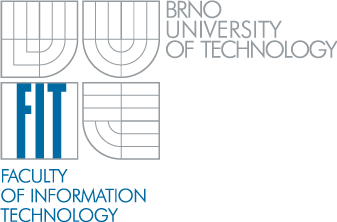 BRNO
UNIVERSITY
OF TECHNOLOGY
FIT
FACULTY
OF INFORMATION
TECHNOLOGY